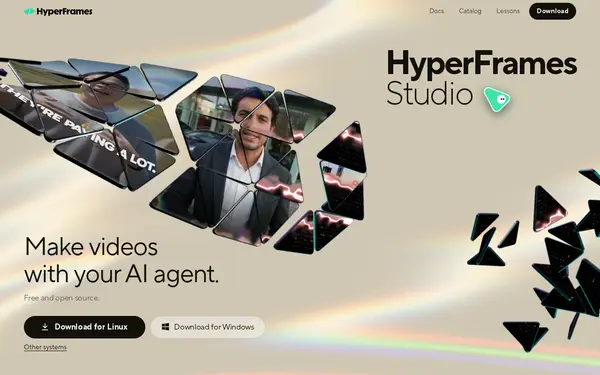 HyperFrames
Docs
Catalog
Lessons
Download
HyperFrames
Studio
THEY'RE PAYING A LOT.
Make videos
with your AI agent.
Free and open source.
Download for Linux
Download for Windows
Other systems